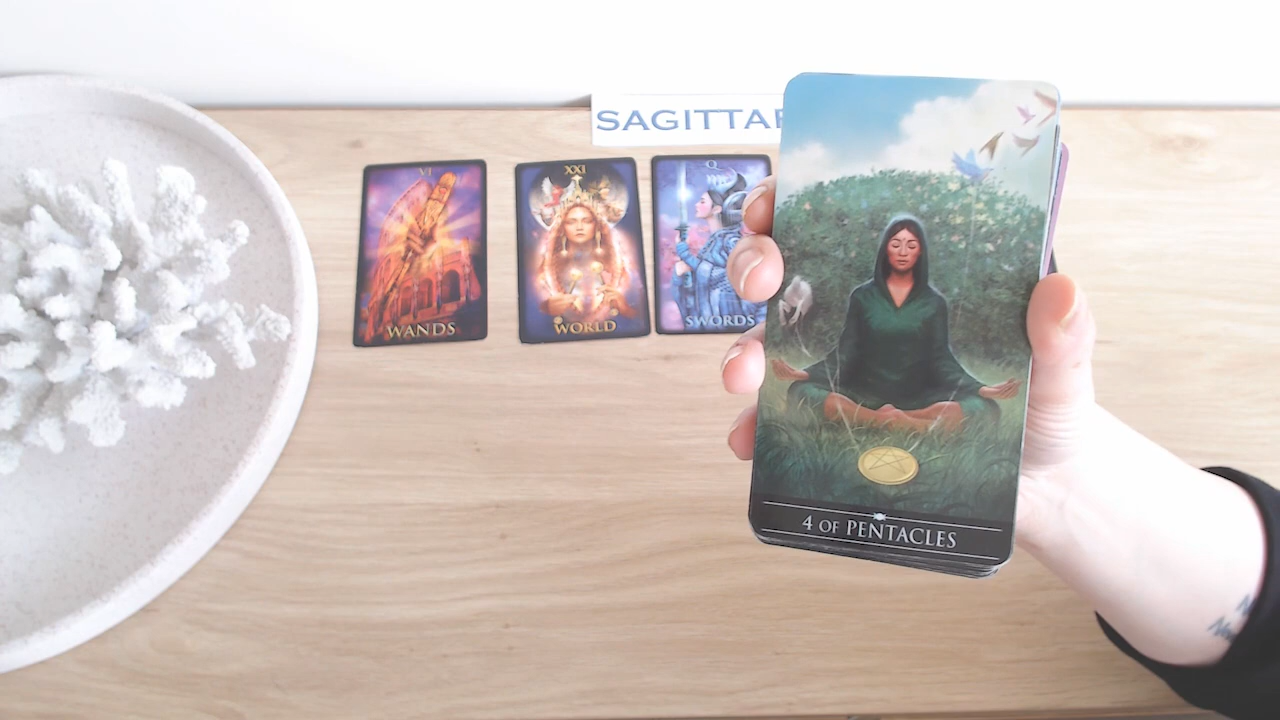 SAGITTAR
VI
WANDS
XXI
WORLD
Q
SWORDS
4 OF PENTACLES